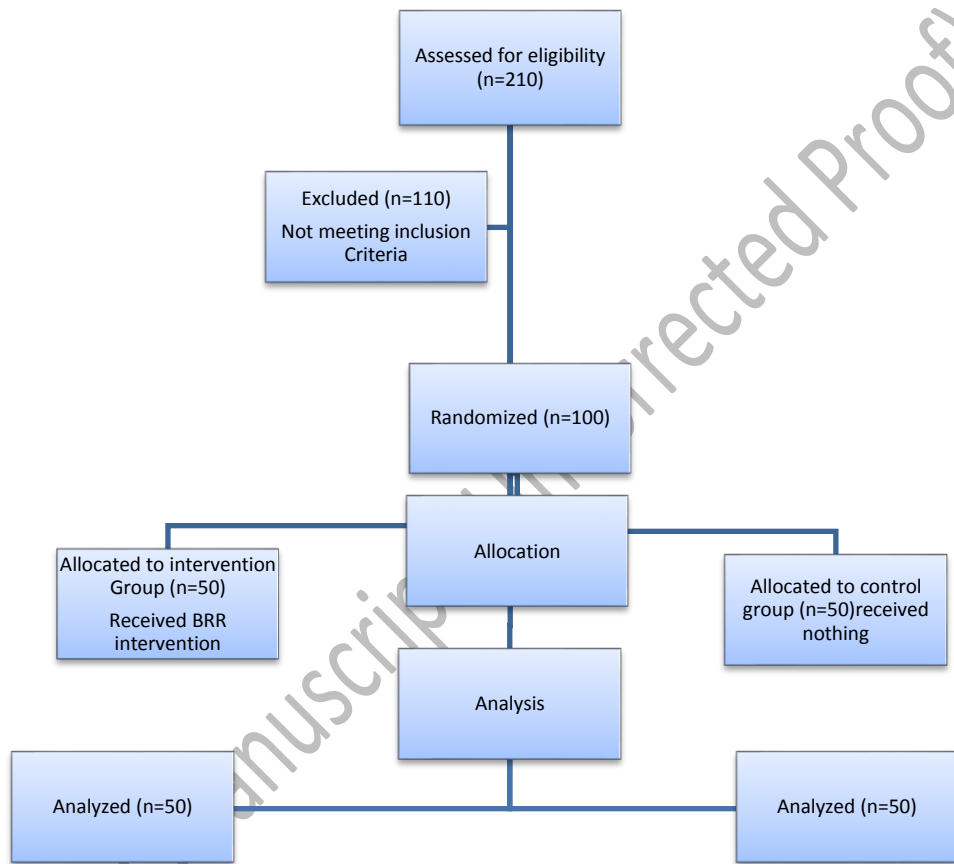 Assessed for eligibility
(n=210)
Excluded (n=110)
Not meeting inclusion
Criteria
Randomized (n=100)
Allocation
Allocated to intervention
Group (n=50)
Received BRR
intervention
Allocated to control
group (n=50)received
nothing
Analysis
Analyzed (n=50)
Analyzed (n=50)